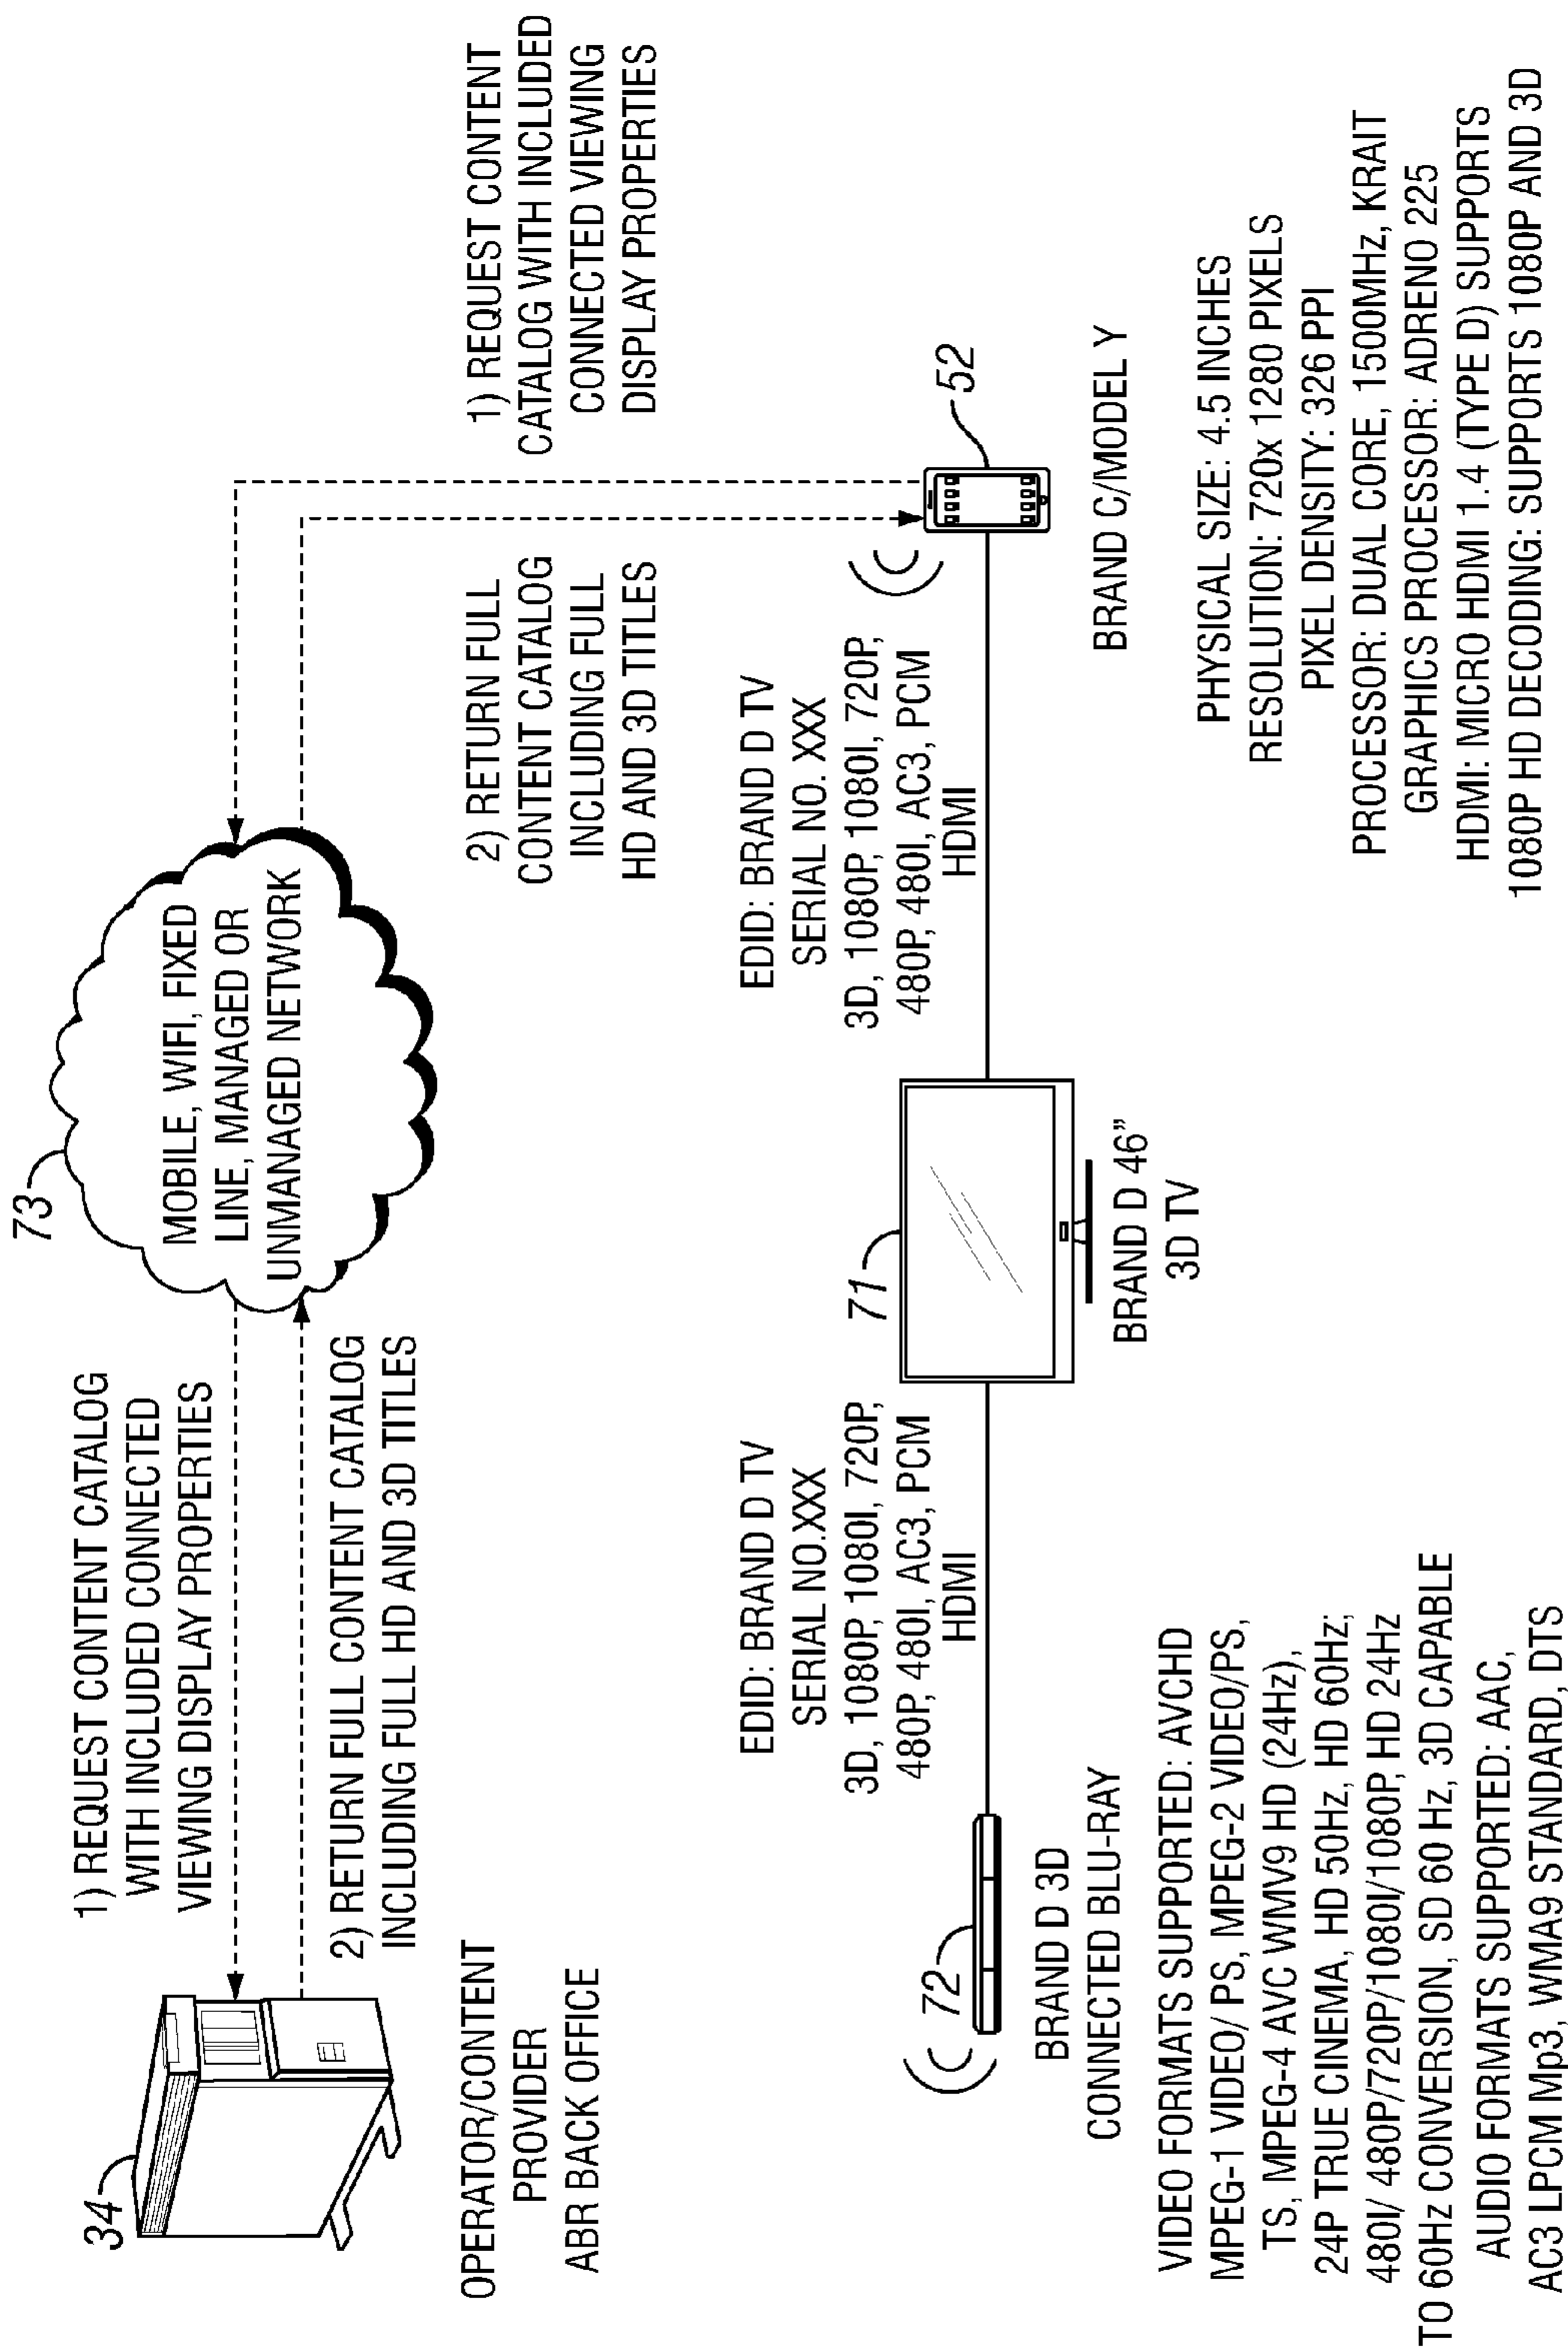 34
OPERATOR/CONTENT
PROVIDER
ABR BACK OFFICE
1) REQUEST CONTENT CATALOG
WITH INCLUDED CONNECTED
VIEWING DISPLAY PROPERTIES
2) RETURN FULL CONTENT CATALOG
INCLUDING FULL HD AND 3D TITLES
73
MOBILE, WIFI, FIXED
LINE, MANAGED OR
UNMANAGED NETWORK
1) REQUEST CONTENT
CATALOG WITH INCLUDED
CONNECTED VIEWING
DISPLAY PROPERTIES
2) RETURN FULL
CONTENT CATALOG
INCLUDING FULL
HD AND 3D TITLES
72
BRAND D 3D
CONNECTED BLU-RAY
EDID: BRAND D TV
SERIAL NO.XXX
3D, 1080P, 1080I, 720P,
480P, 480I, AC3, PCM
HDMI
71
BRAND D 46”
3D TV
EDID: BRAND D TV
SERIAL NO. XXX
3D, 1080P, 1080I, 720P,
480P, 480I, AC3, PCM
HDMI
52
BRAND C/MODEL Y
VIDEO FORMATS SUPPORTED: AVCHD
MPEG-1 VIDEO/ PS, MPEG-2 VIDEO/PS,
TS, MPEG-4 AVC WMV9 HD (24Hz),
24P TRUE CINEMA, HD 50Hz, HD 60Hz;
480I/ 480P/720P/1080I/1080P, HD 24Hz
TO 60Hz CONVERSION, SD 60 Hz, 3D CAPABLE
AUDIO FORMATS SUPPORTED: AAC,
AC3 LPCM Mp3, WMA9 STANDARD, DTS
PHYSICAL SIZE: 4.5 INCHES
RESOLUTION: 720x 1280 PIXELS
PIXEL DENSITY: 326 PPI
PROCESSOR: DUAL CORE, 1500MHz, KRAIT
GRAPHICS PROCESSOR: ADRENO 225
HDMI: MICRO HDMI 1.4 (TYPE D) SUPPORTS
1080P HD DECODING: SUPPORTS 1080P AND 3D